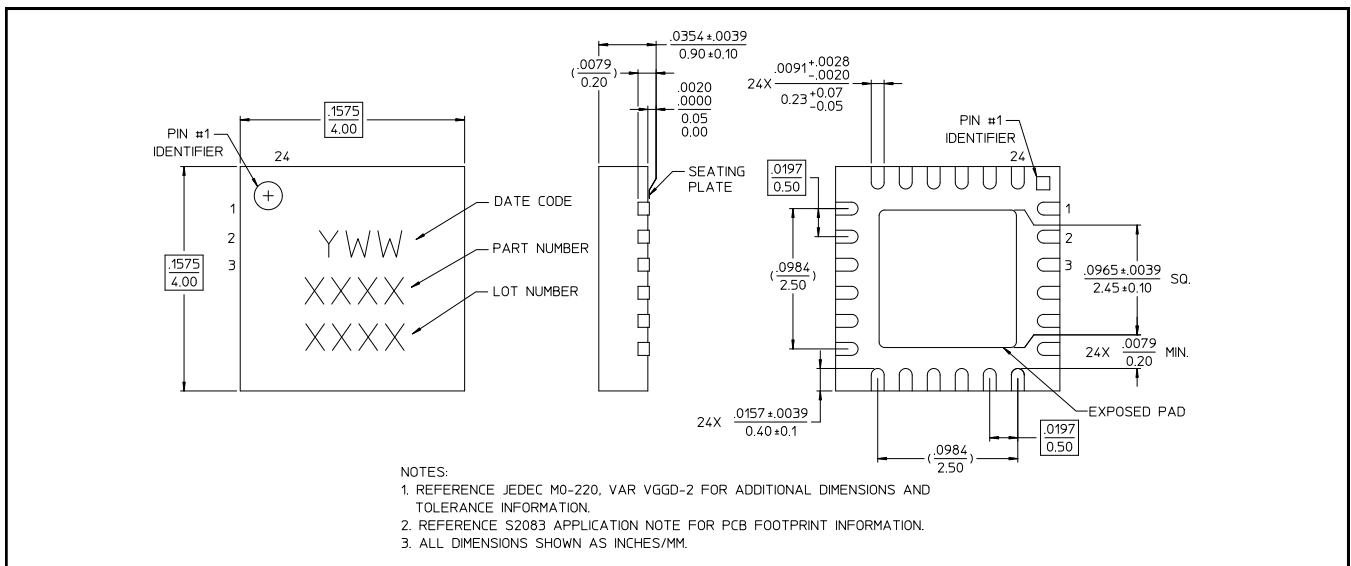 .0354±.0039
0.90±0.10
(.0079)
0.20
.0020
.0000
0.05
0.00
24X .0091 +.0028 -.0020
0.23 +0.07 -0.05
.1575
4.00
PIN #1
IDENTIFIER
24
PIN #1
IDENTIFIER
24
SEATING
PLATE
.0197
0.50
1
2
3
.1575
4.00
YWW
XXXX
XXXX
DATE CODE
PART NUMBER
LOT NUMBER
(.0984)
2.50
1
2
3
.0965±.0039
2.45±0.10 SQ.
24X .0079 MIN.
0.20
24X .0157±.0039
0.40±0.1
EXPOSED PAD
.0197
0.50
(.0984)
2.50
NOTES:
1. REFERENCE JEDEC M0-220, VAR VGGD-2 FOR ADDITIONAL DIMENSIONS AND
TOLERANCE INFORMATION.
2. REFERENCE S2083 APPLICATION NOTE FOR PCB FOOTPRINT INFORMATION.
3. ALL DIMENSIONS SHOWN AS INCHES/MM.